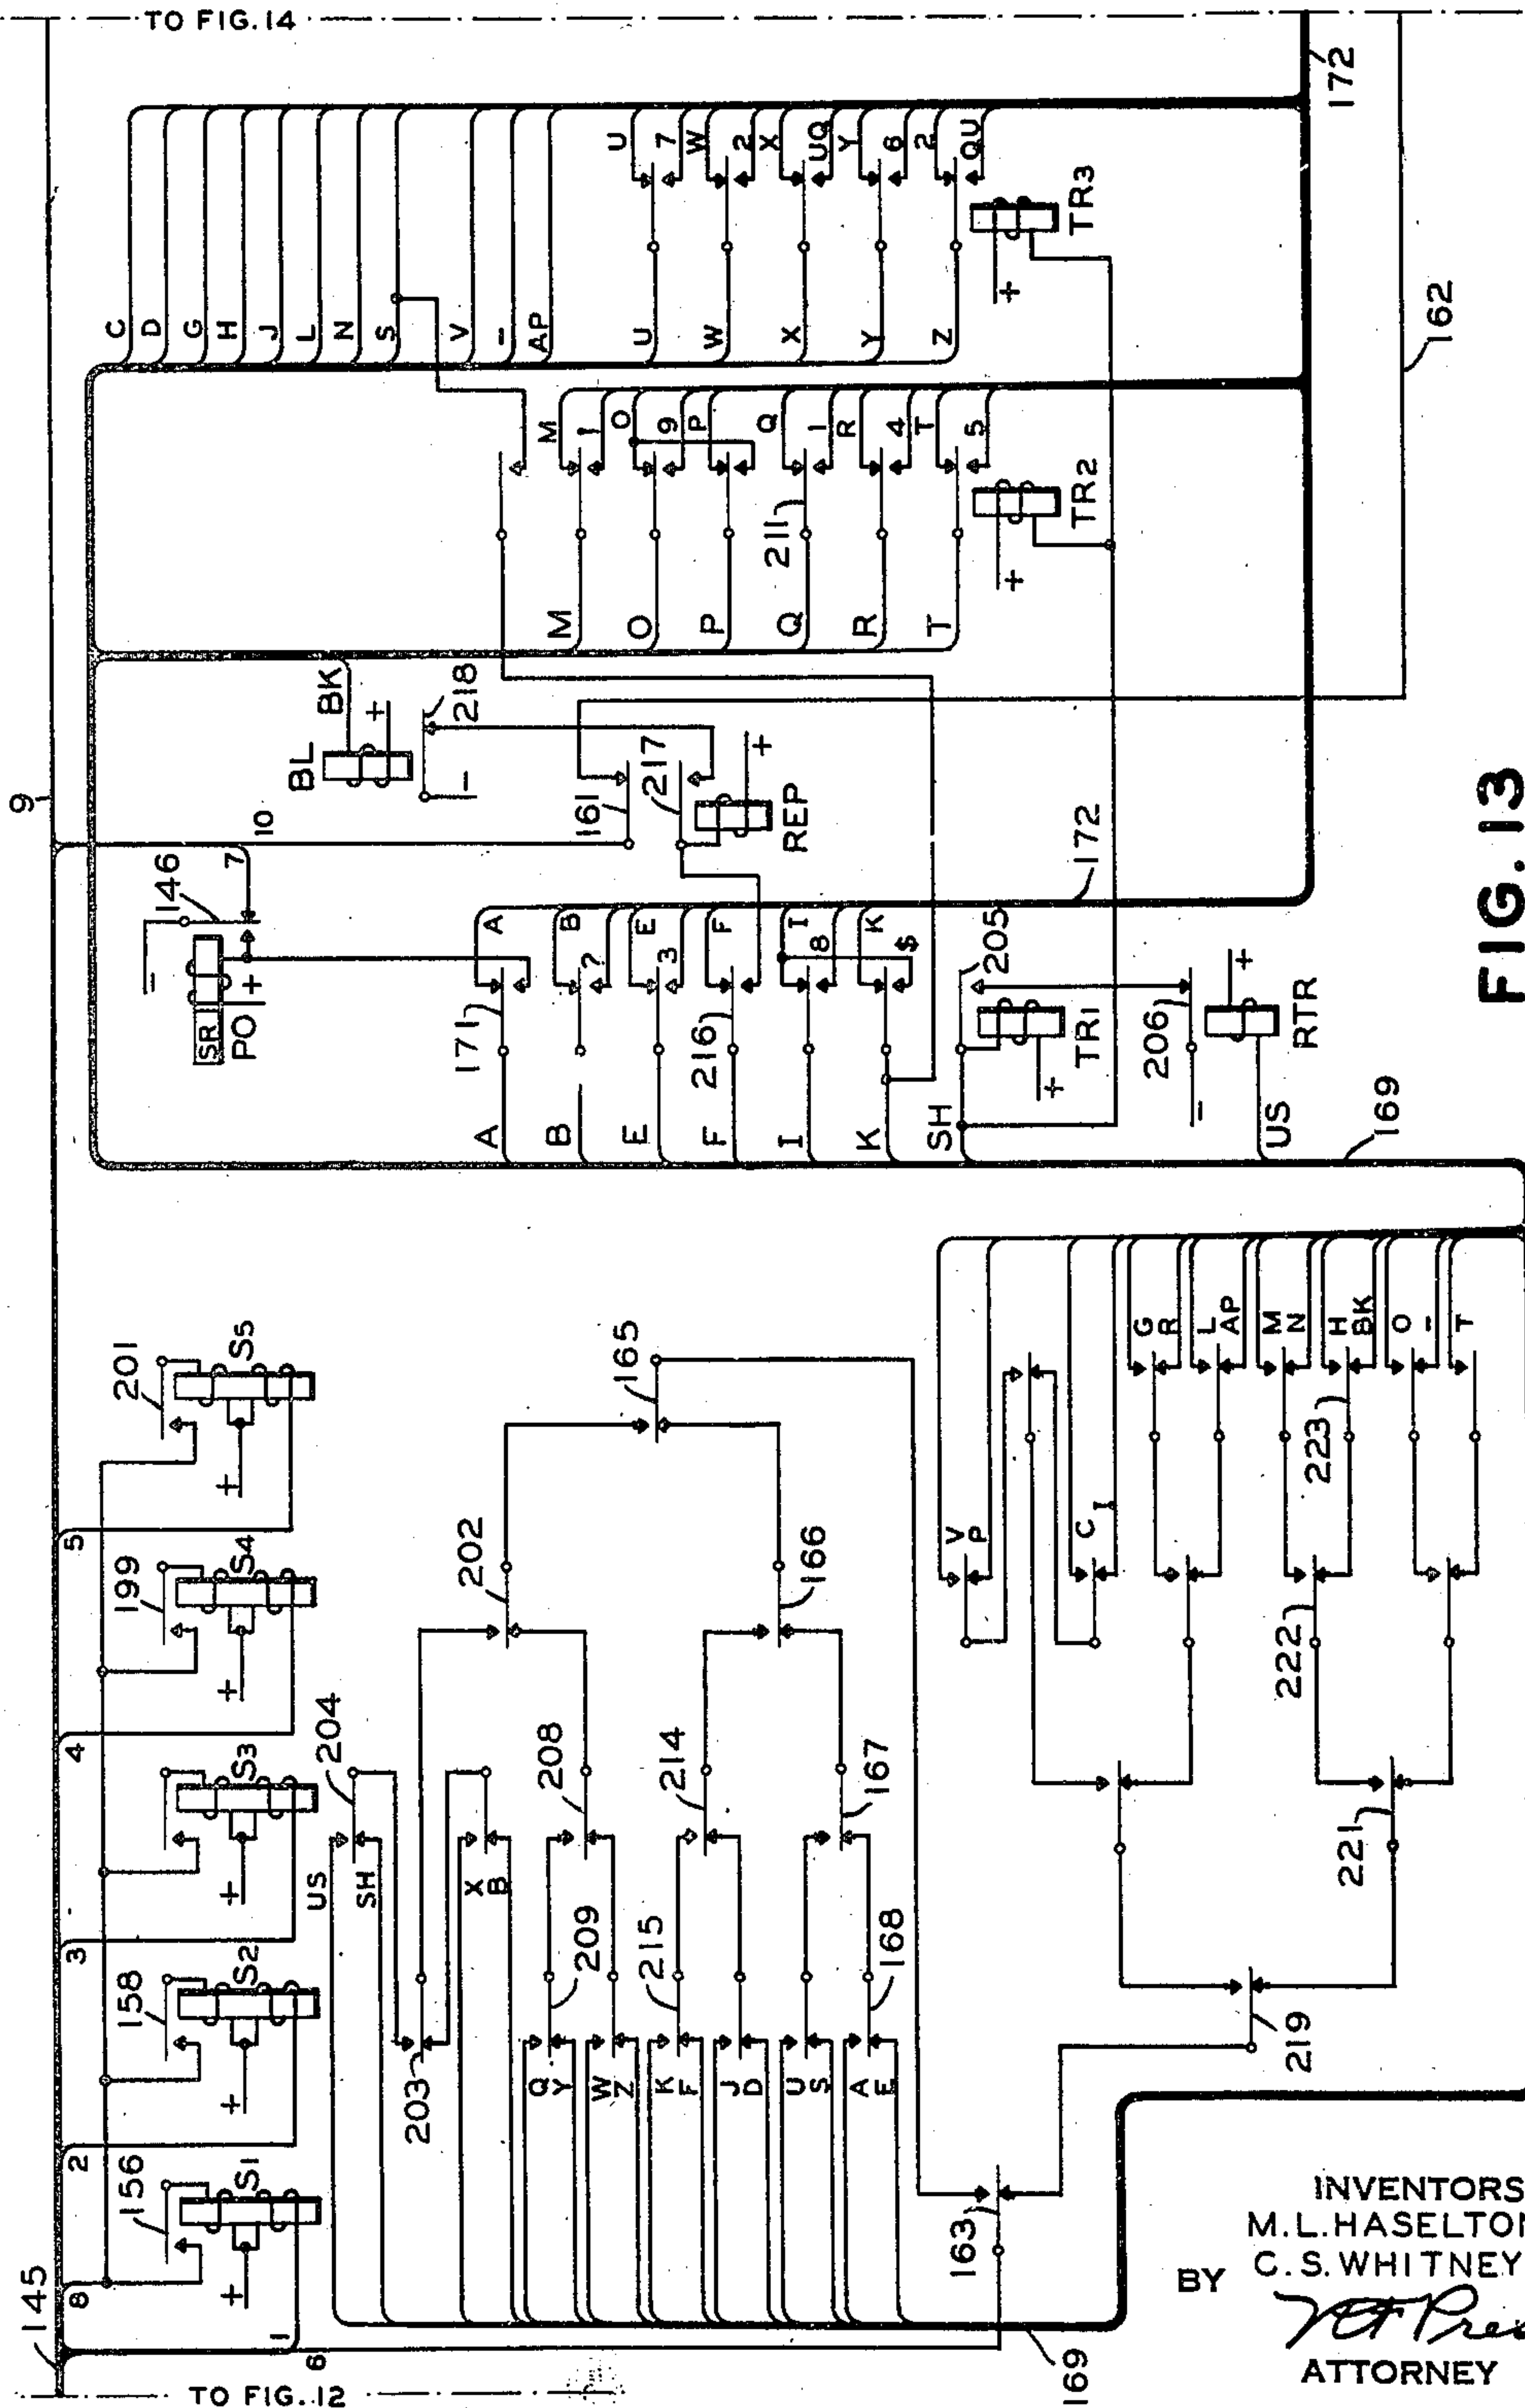 TO FIG. 14
9
172
162
C
D
G
H
J
L
N
S
V
-
AP
U
W
X
Y
Z
U
7
W
2
X
UQ
Y
6
2
QU
TR3
+
M
O
P
Q
R
T
M
1
O
9
P
Q
1
R
4
T
5
211
TR2
+
BK
BL
+
218
-
161
217
REP
+
10
7
146
-
SR
PO
+
171
A
B
E
F
I
K
SH
US
A
B
?
E
3
F
I
8
K
$
216
172
205
TR1
+
206
-
RTR
+
169
FIG. 13
145
8
1
6
156
S1
+
2
158
S2
+
3
S3
+
4
199
S4
+
5
201
S5
+
204
US
SH
203
X
B
202
165
208
209
Q
Y
W
Z
214
166
215
K
F
J
D
167
U
S
168
A
E
163
169
V
P
C
I
G
R
L
AP
M
N
H
BK
O
-
T
223
222
221
219
TO FIG. 12
INVENTORS
M.L. HASELTON
C.S. WHITNEY
BY
ATTORNEY